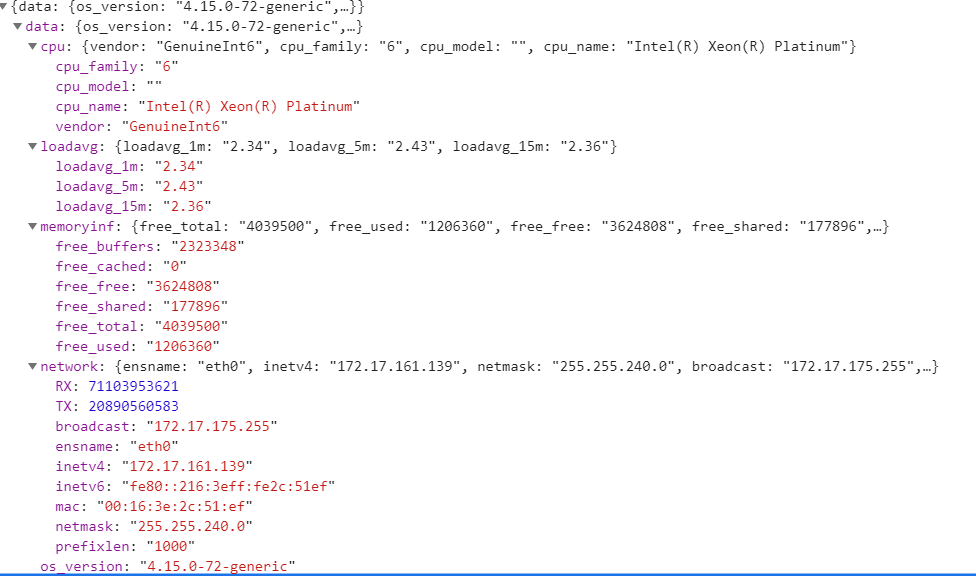 {data: {os_version: "4.15.0-72-generic",…}}
data: {os_version: "4.15.0-72-generic",…}
cpu: {vendor: "GenuineInt6", cpu_family: "6", cpu_model: "", cpu_name: "Intel(R) Xeon(R) Platinum"}
cpu_family: "6"
cpu_model: ""
cpu_name: "Intel(R) Xeon(R) Platinum"
vendor: "GenuineInt6"
loadavg: {loadavg_1m: "2.34", loadavg_5m: "2.43", loadavg_15m: "2.36"}
loadavg_1m: "2.34"
loadavg_5m: "2.43"
loadavg_15m: "2.36"
memoryinf: {free_total: "4039500", free_used: "1206360", free_free: "3624808", free_shared: "177896",…}
free_buffers: "2323348"
free_cached: "0"
free_free: "3624808"
free_shared: "177896"
free_total: "4039500"
free_used: "1206360"
network: {ensname: "eth0", inetv4: "172.17.161.139", netmask: "255.255.240.0", broadcast: "172.17.175.255",…}
RX: 71103953621
TX: 20890560583
broadcast: "172.17.175.255"
ensname: "eth0"
inetv4: "172.17.161.139"
inetv6: "fe80::216:3eff:fe2c:51ef"
mac: "00:16:3e:2c:51:ef"
netmask: "255.255.240.0"
prefixlen: "1000"
os_version: "4.15.0-72-generic"